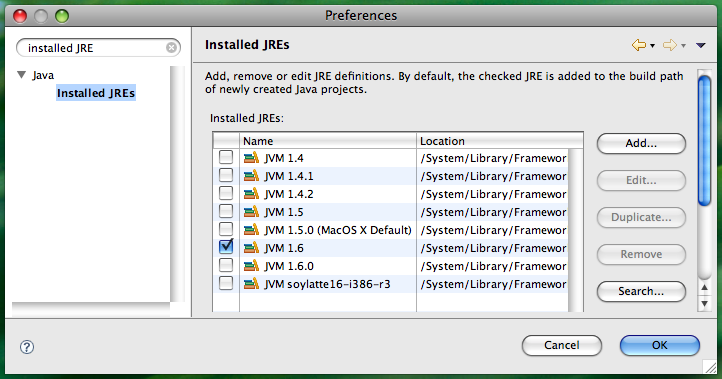 Preferences
installed JRE
Java
Installed JREs
Installed JREs
Add, remove or edit JRE definitions. By default, the checked JRE is added to the build path
of newly created Java projects.
Installed JREs:
Name Location
JVM 1.4 /System/Library/Framewor
JVM 1.4.1 /System/Library/Framewor
JVM 1.4.2 /System/Library/Framewor
JVM 1.5 /System/Library/Framewor
JVM 1.5.0 (MacOS X Default) /System/Library/Framewor
JVM 1.6 /System/Library/Framewor
JVM 1.6.0 /System/Library/Framewor
JVM soylatte16-i386-r3 /System/Library/Framewor
Add...
Edit...
Duplicate...
Remove
Search...
?
Cancel
OK